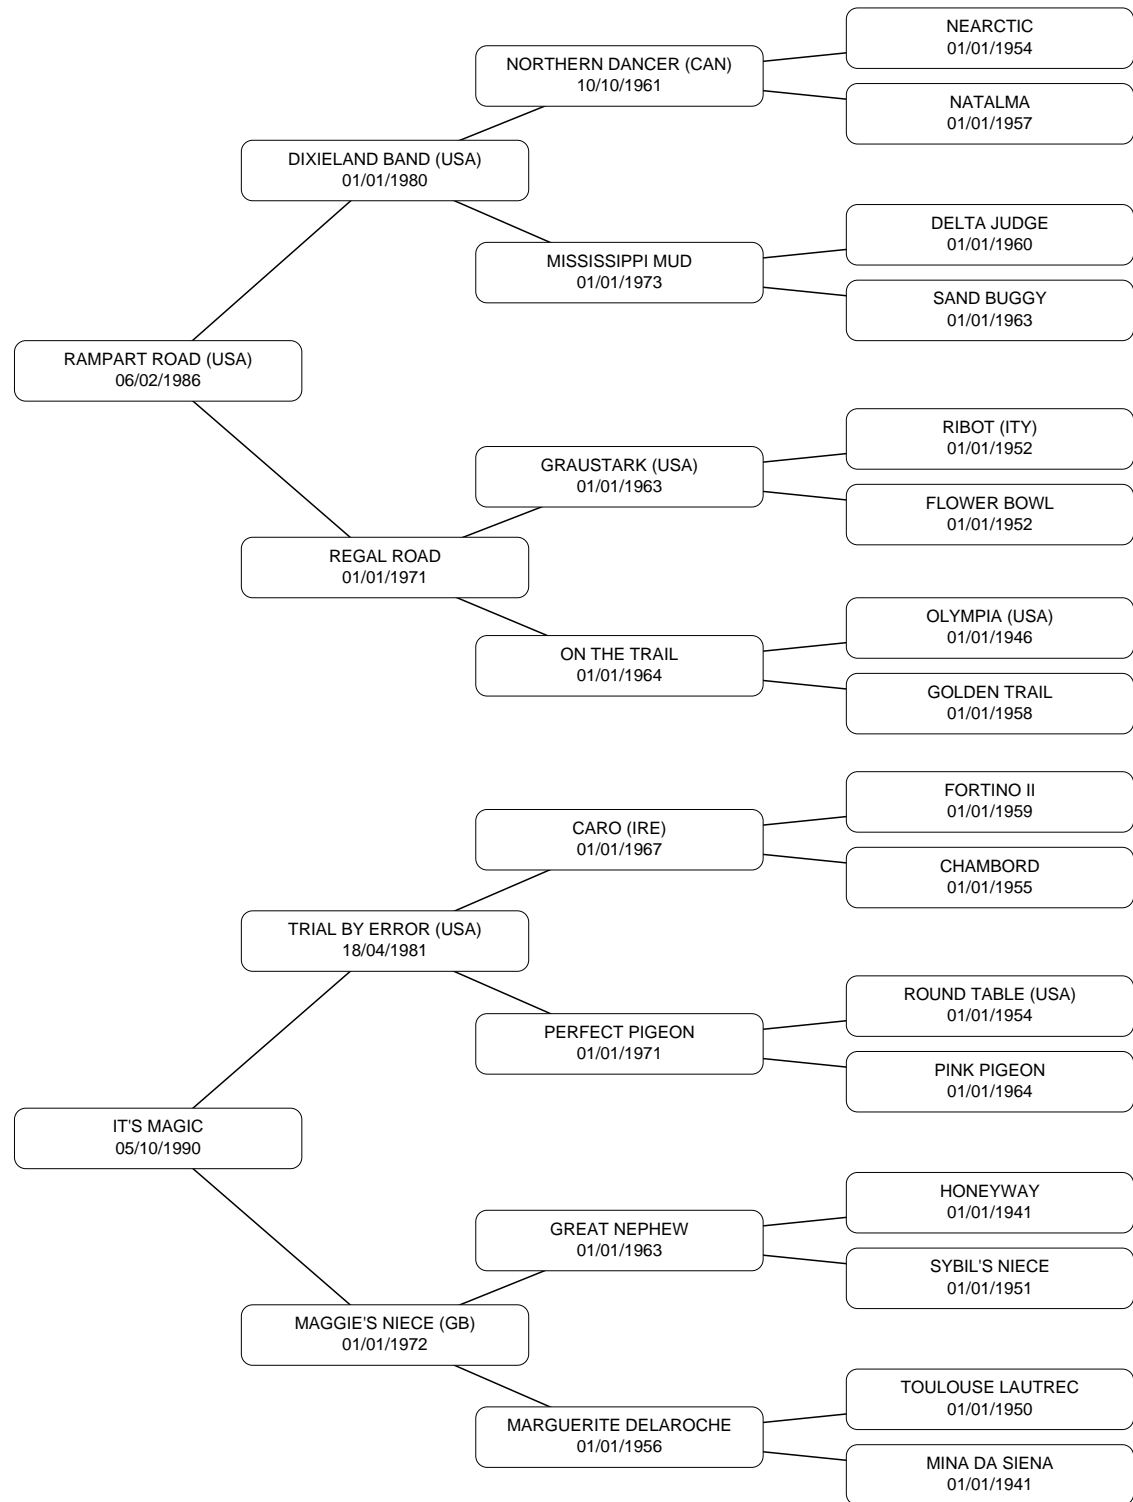 NEARCTIC
01/01/1954
NORTHERN DANCER (CAN)
10/10/1961
NATALMA
01/01/1957
DIXIELAND BAND (USA)
01/01/1980
DELTA JUDGE
01/01/1960
MISSISSIPPI MUD
01/01/1973
SAND BUGGY
01/01/1963
RAMPART ROAD (USA)
06/02/1986
RIBOT (ITY)
01/01/1952
GRAUSTARK (USA)
01/01/1963
FLOWER BOWL
01/01/1952
REGAL ROAD
01/01/1971
OLYMPIA (USA)
01/01/1946
ON THE TRAIL
01/01/1964
GOLDEN TRAIL
01/01/1958
FORTINO II
01/01/1959
CARO (IRE)
01/01/1967
CHAMBORD
01/01/1955
TRIAL BY ERROR (USA)
18/04/1981
ROUND TABLE (USA)
01/01/1954
PERFECT PIGEON
01/01/1971
PINK PIGEON
01/01/1964
IT'S MAGIC
05/10/1990
HONEYWAY
01/01/1941
GREAT NEPHEW
01/01/1963
SYBIL'S NIECE
01/01/1951
MAGGIE'S NIECE (GB)
01/01/1972
TOULOUSE LAUTREC
01/01/1950
MARGUERITE DELAROCHE
01/01/1956
MINA DA SIENA
01/01/1941